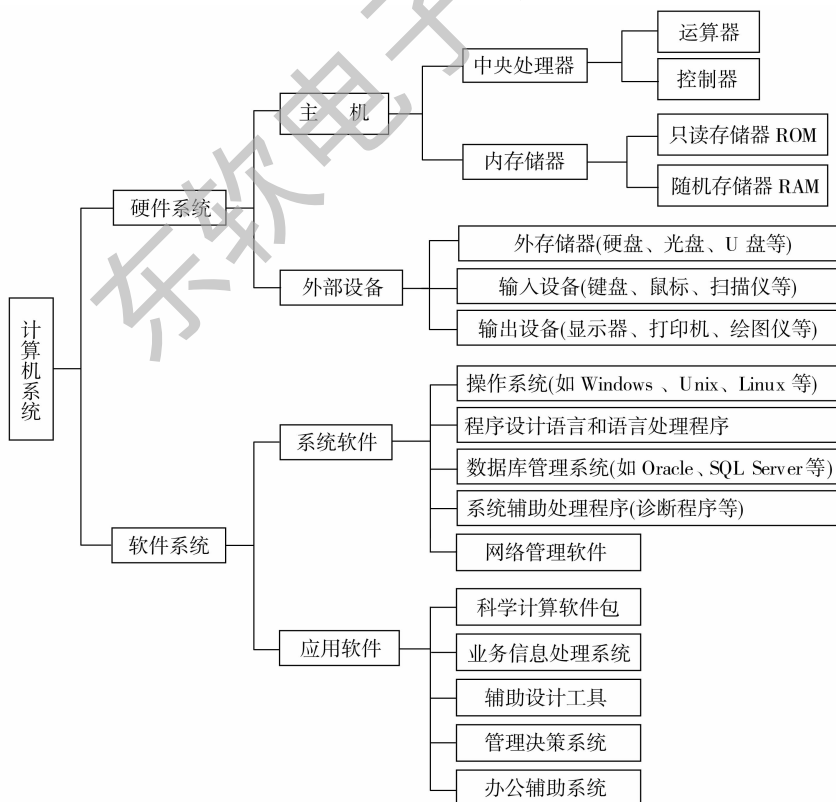 运算器
中央处理器
控制器
主 机
只读存储器 ROM
内存储器
随机存储器 RAM
硬件系统
外存储器(硬盘、光盘、U 盘等)
外部设备
输入设备(键盘、鼠标、扫描仪等)
输出设备(显示器、打印机、绘图仪等)
计算机系统
操作系统(如 Windows 、Unix、Linux 等)
程序设计语言和语言处理程序
系统软件
数据库管理系统(如 Oracle、SQL Server等)
系统辅助处理程序(诊断程序等)
软件系统
网络管理软件
科学计算软件包
应用软件
业务信息处理系统
辅助设计工具
管理决策系统
办公辅助系统
东软电子